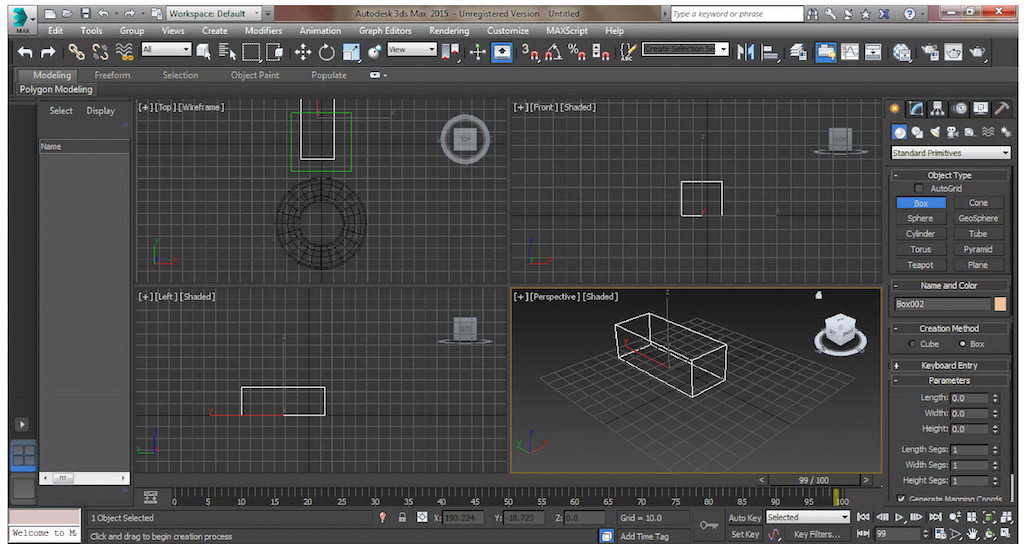 Workspace: Default
Autodesk 3ds Max 2015 - Unregistered Version Untitled
Type a keyword or phrase
MAX
Edit Tools Group Views Create Modifiers Animation Graph Editors Rendering Customize MAXScript Help
All
View
3
Create Selection Se
Modeling Freeform Selection Object Paint Populate
Polygon Modeling
Select Display
Name
[+] [Top] [Wireframe]
TOP
x
[+] [Front] [Shaded]
z
x
[+] [Left] [Shaded]
LEFT
[+] [Perspective] [Shaded]
z
Standard Primitives
- Object Type
AutoGrid
Box Cone
Sphere GeoSphere
Cylinder Tube
Torus Pyramid
Teapot Plane
- Name and Color
Box002
- Creation Method
Cube Box
+ Keyboard Entry
- Parameters
Length: 0.0
Width: 0.0
Height: 0.0
Length Segs: 1
Width Segs: 1
Height Segs: 1
Generate Mapping Coords.
< 99 / 100 >
0 5 10 15 20 25 30 35 40 45 50 55 60 65 70 75 80 85 90 95 100
1 Object Selected
X: 190.224 Y: -18.723 Z: 0.0
Grid = 10.0
Auto Key Selected
Welcome to M
Click and drag to begin creation process
Add Time Tag
Set Key Key Filters...
99